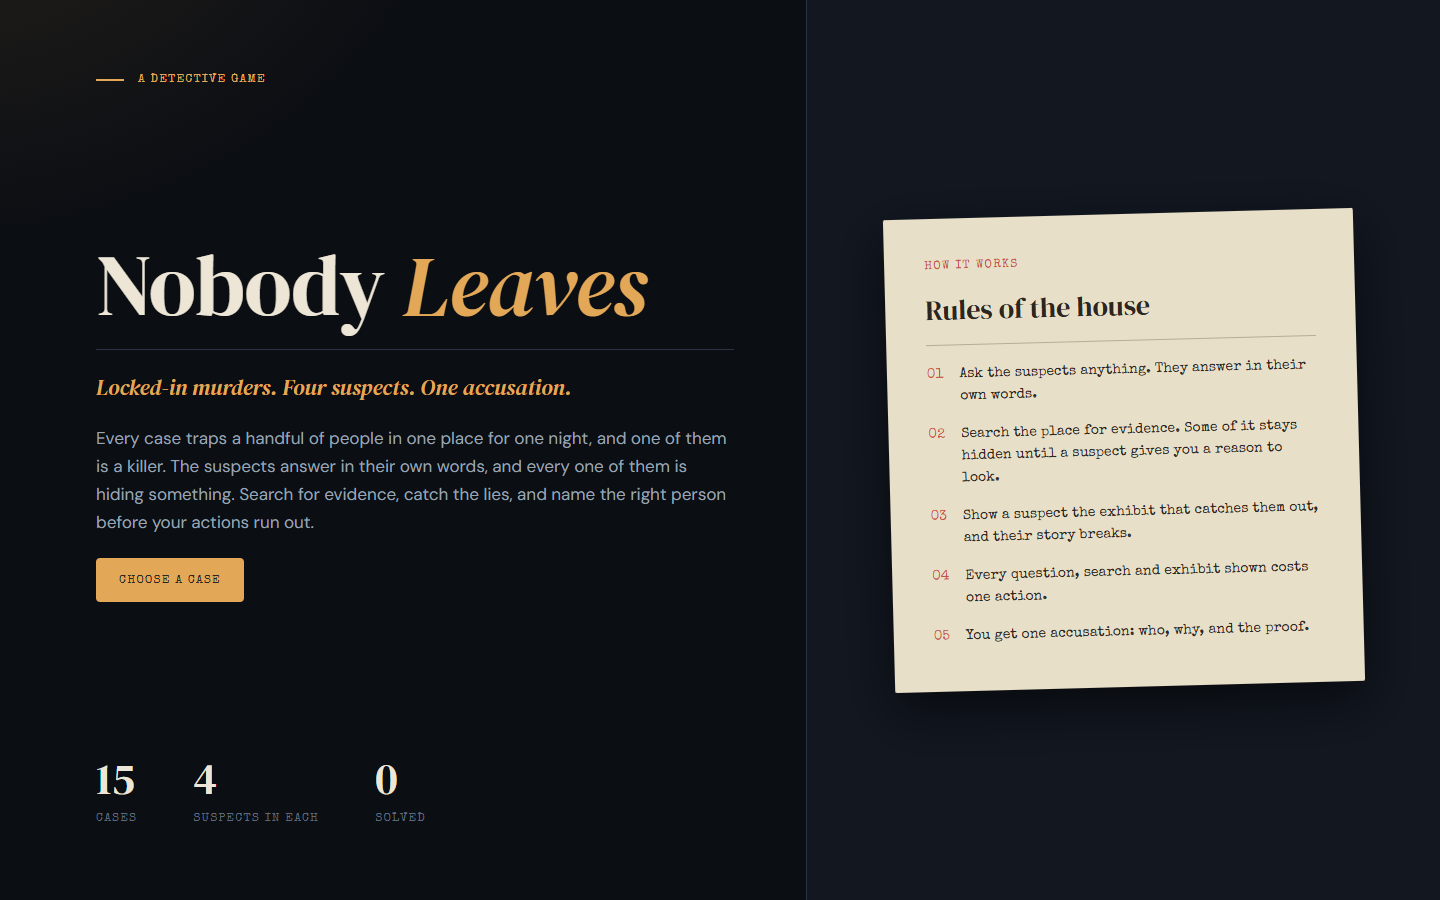 A DETECTIVE GAME
Nobody Leaves
Locked-in murders. Four suspects. One accusation.
Every case traps a handful of people in one place for one night, and one of them
is a killer. The suspects answer in their own words, and every one of them is
hiding something. Search for evidence, catch the lies, and name the right person
before your actions run out.
CHOOSE A CASE
15
CASES
4
SUSPECTS IN EACH
0
SOLVED
HOW IT WORKS
Rules of the house
01 Ask the suspects anything. They answer in their
own words.
02 Search the place for evidence. Some of it stays
hidden until a suspect gives you a reason to
look.
03 Show a suspect the exhibit that catches them out,
and their story breaks.
04 Every question, search and exhibit shown costs
one action.
05 You get one accusation: who, why, and the proof.